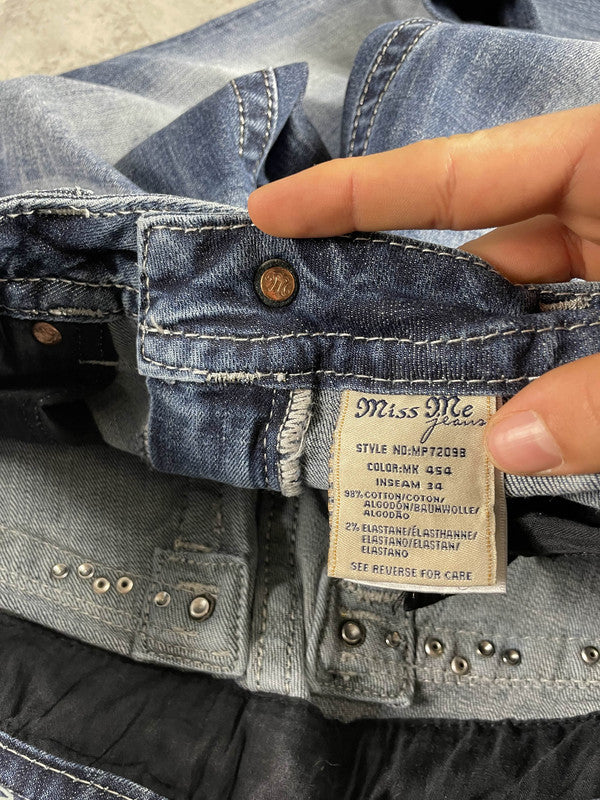 m
Miss Me
jeans
STYLE NO:MP7209B
COLOR:MK 454
INSEAM 34
98% COTTON/COTON/
ALGODÓN/BAUMWOLLE/
ALGODÃO
2% ELASTANE/ÉLASTHANNE/
ELASTANO/ELASTAN/
ELASTANO
SEE REVERSE FOR CARE